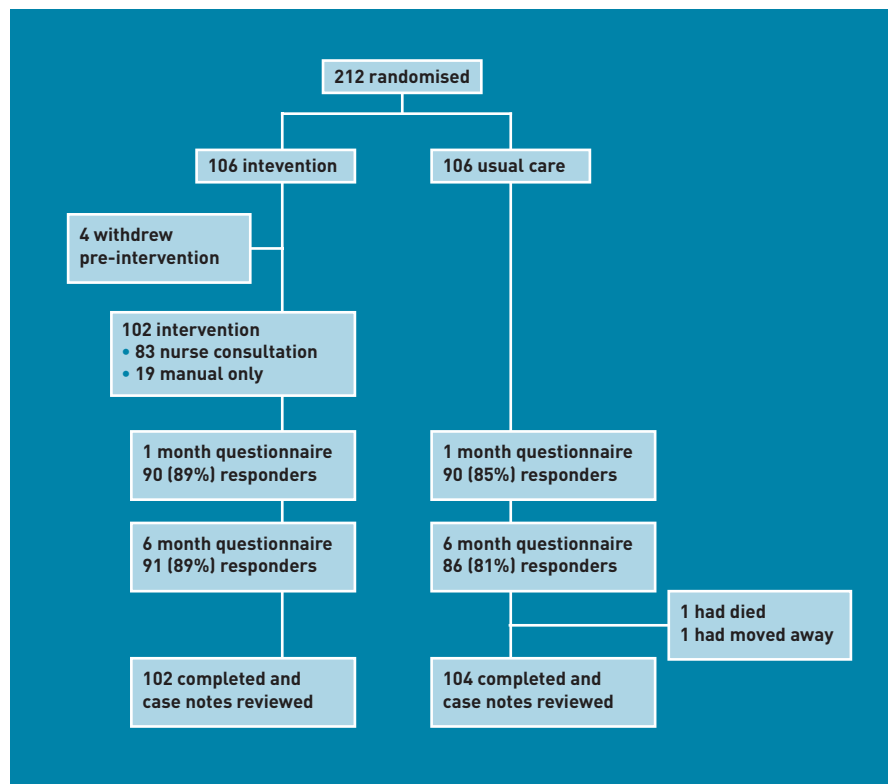 212 randomised
106 intevention
106 usual care
4 withdrew
pre-intervention
102 intervention
• 83 nurse consultation
• 19 manual only
1 month questionnaire
90 (89%) responders
1 month questionnaire
90 (85%) responders
6 month questionnaire
91 (89%) responders
6 month questionnaire
86 (81%) responders
1 had died
1 had moved away
102 completed and
case notes reviewed
104 completed and
case notes reviewed